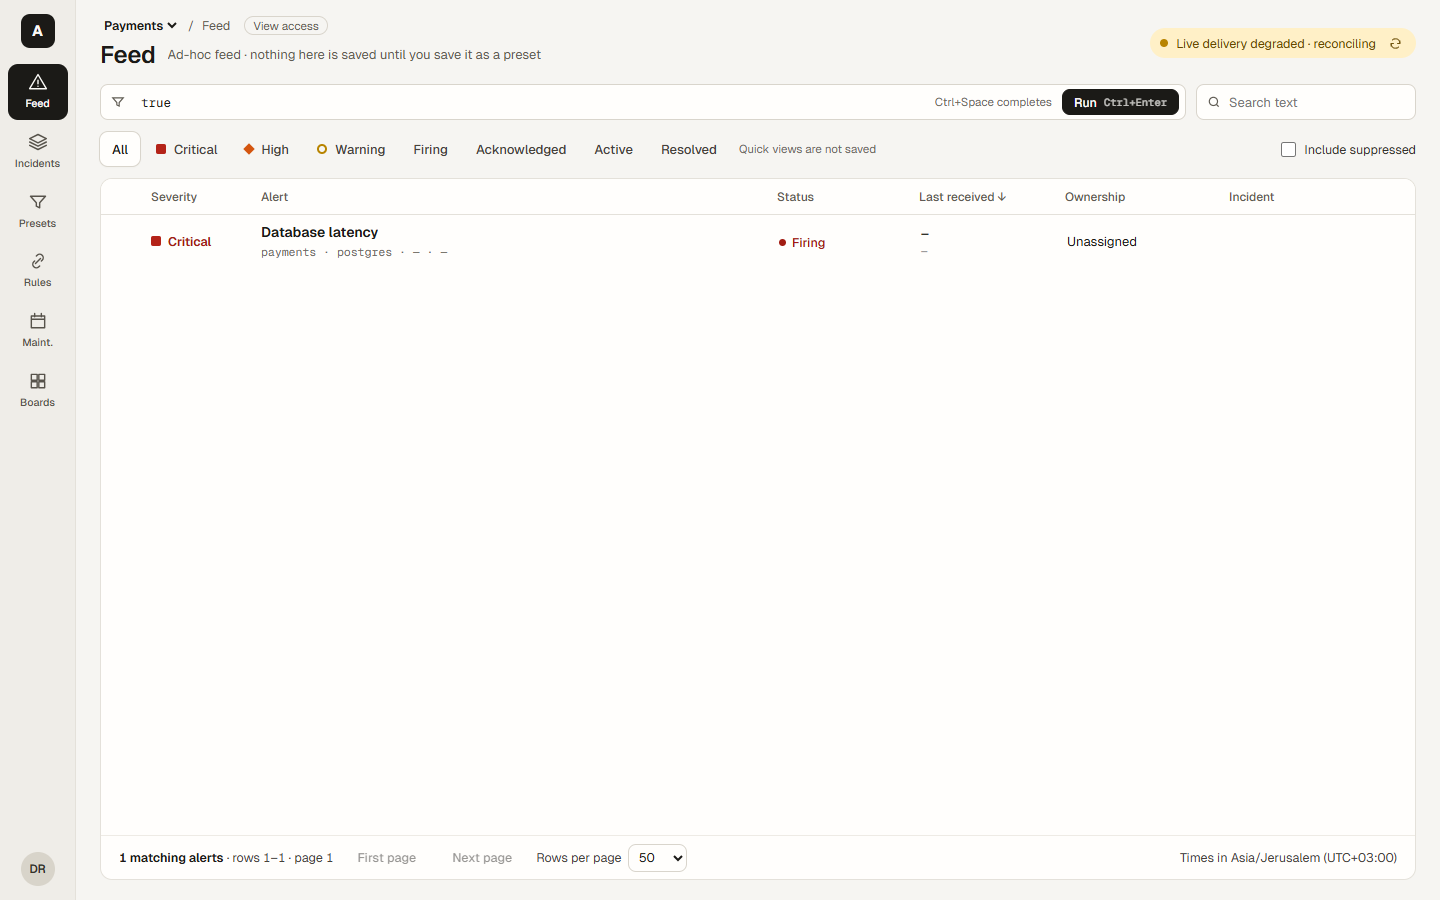 A
Payments / Feed View access
Feed Ad-hoc feed · nothing here is saved until you save it as a preset
Live delivery degraded · reconciling
true Ctrl+Space completes Run Ctrl+Enter
Search text
All Critical High Warning Firing Acknowledged Active Resolved Quick views are not saved Include suppressed
Severity Alert Status Last received ↓ Ownership Incident
Critical Database latency Firing – Unassigned
payments · postgres · – · – –
1 matching alerts · rows 1–1 · page 1 First page Next page Rows per page 50 Times in Asia/Jerusalem (UTC+03:00)
Feed
Incidents
Presets
Rules
Maint.
Boards
DR